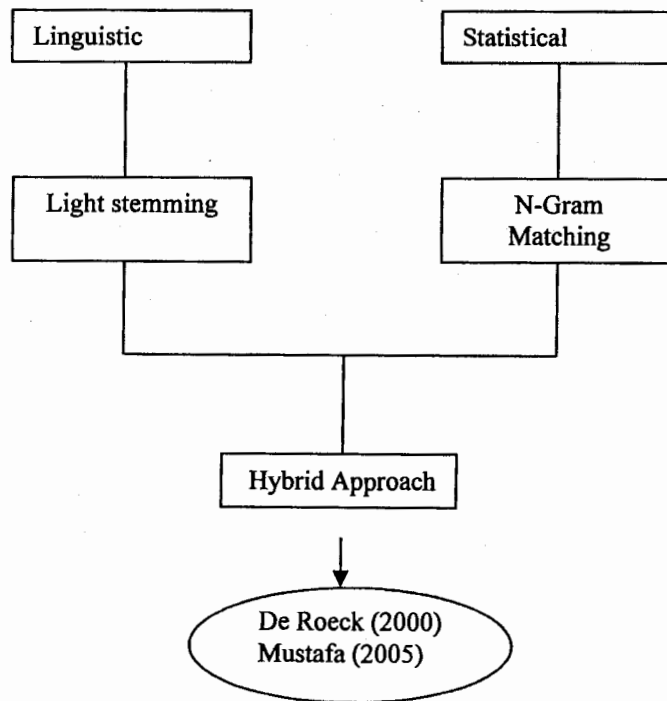 Linguistic
Statistical
Light stemming
N-Gram
Matching
Hybrid Approach
De Roeck (2000)
Mustafa (2005)